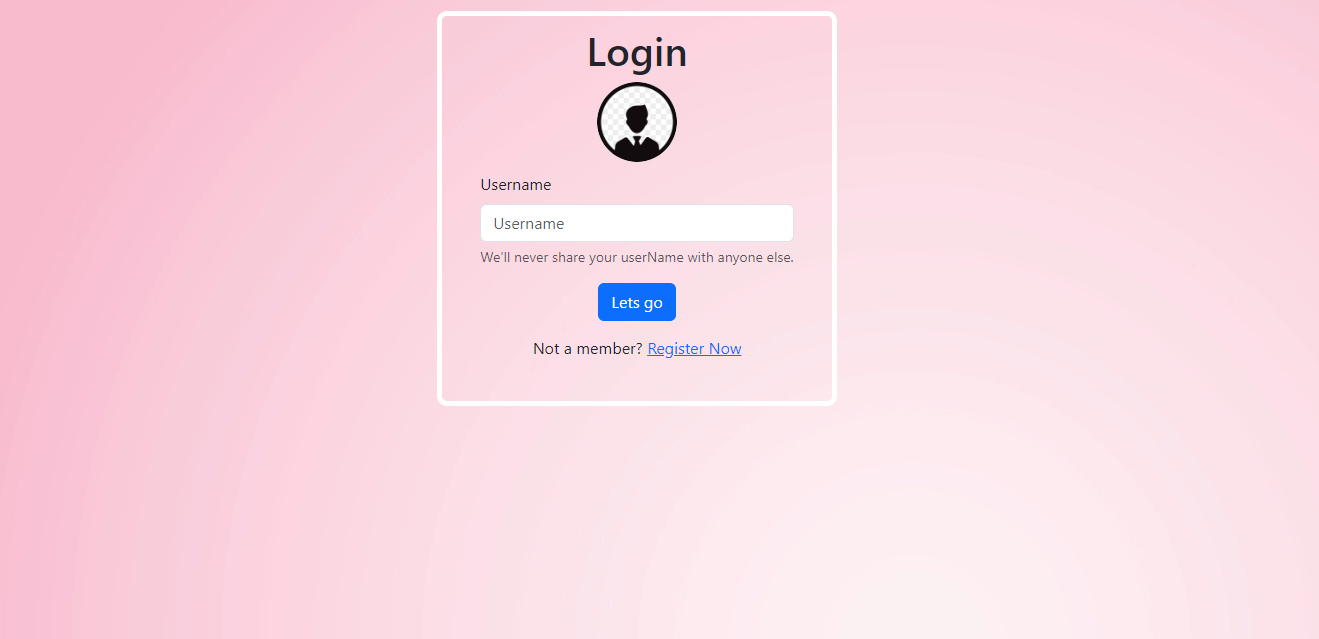 Login
Username
Username
We'll never share your userName with anyone else.
Lets go
Not a member? Register Now